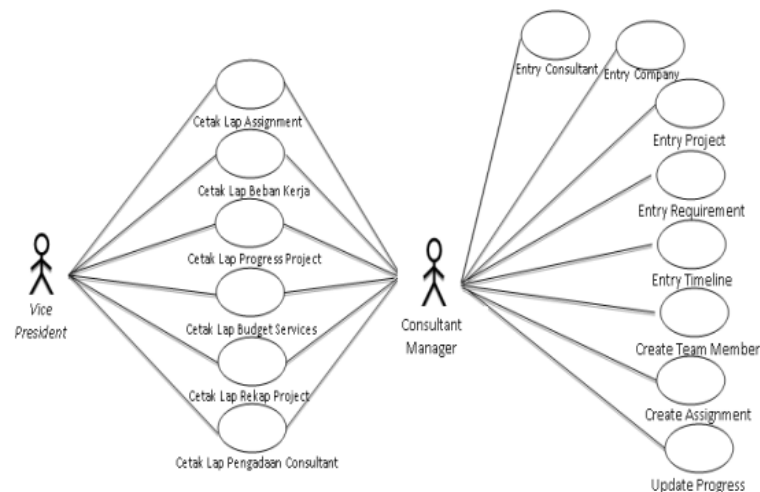 Entry Consultant
Entry Company
Cetak Lap Assignment
Entry Project
Cetak Lap Beban Kerja
Entry Requirement
Cetak Lap Progress Project
Entry Timeline
Vice
President
Consultant
Manager
Cetak Lap Budget Services
Create Team Member
Cetak Lap Rekap Project
Create Assignment
Cetak Lap Pengadaan Consultant
Update Progress